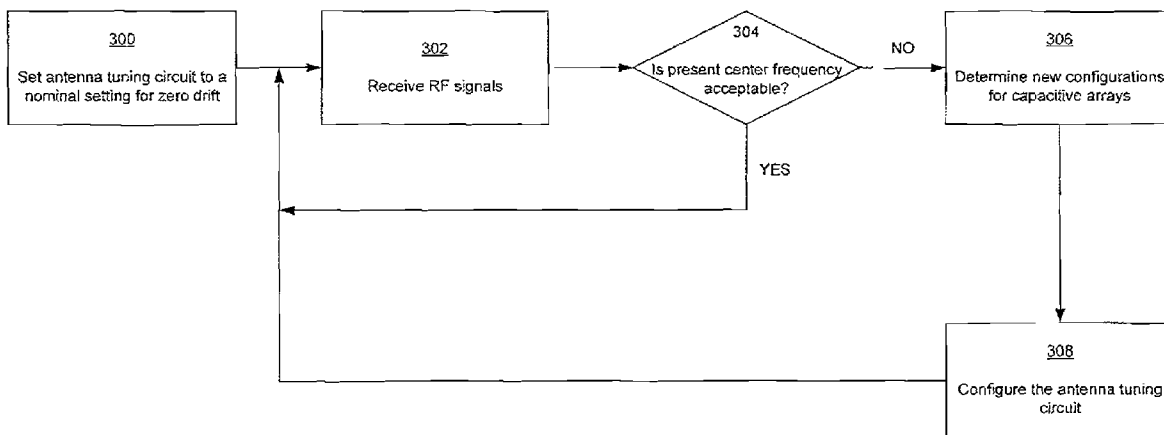 300
Set antenna tuning circuit to a
nominal setting for zero drift
302
Receive RF signals
304
Is present center frequency
acceptable?
NO
YES
306
Determine new configurations
for capacitive arrays
308
Configure the antenna tuning
circuit